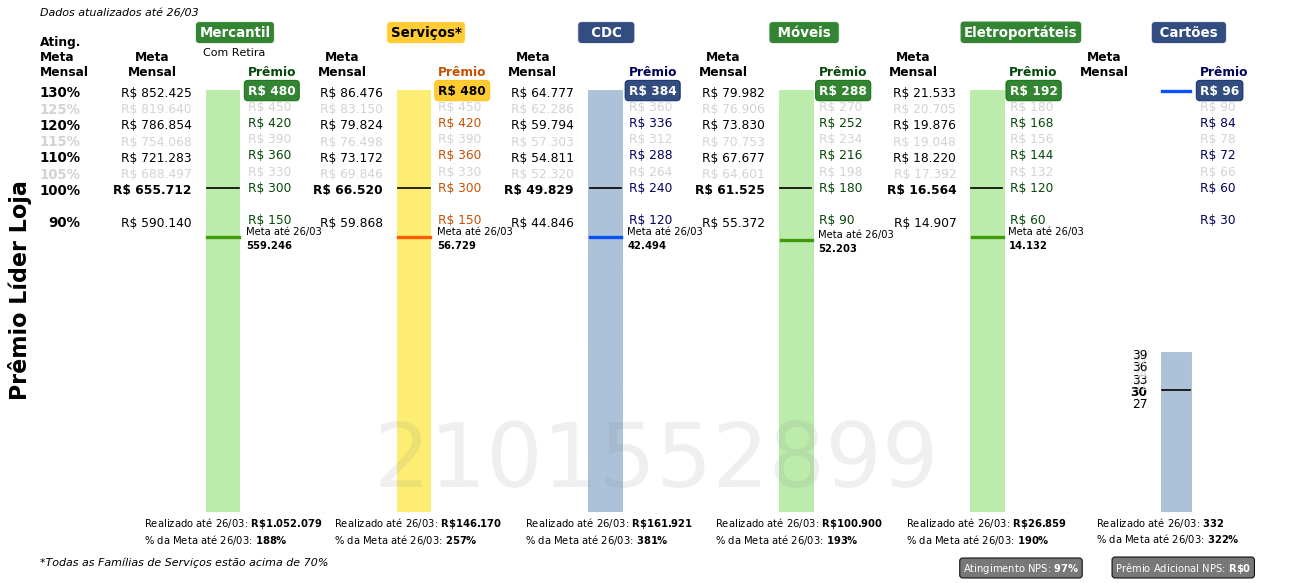 Dados atualizados até 26/03
Mercantil Serviços* CDC Móveis Eletroportáteis Cartões
Com Retira
Ating. Meta Mensal
Meta Mensal Prêmio Meta Mensal Prêmio Meta Mensal Prêmio Meta Mensal Prêmio Meta Mensal Prêmio Meta Mensal Prêmio
130% R$ 852.425 R$ 480 R$ 86.476 R$ 480 R$ 64.777 R$ 384 R$ 79.982 R$ 288 R$ 21.533 R$ 192 R$ 96
125% R$ 819.640 R$ 450 R$ 83.150 R$ 450 R$ 62.286 R$ 360 R$ 76.906 R$ 270 R$ 20.705 R$ 180 R$ 90
120% R$ 786.854 R$ 420 R$ 79.824 R$ 420 R$ 59.794 R$ 336 R$ 73.830 R$ 252 R$ 19.876 R$ 168 R$ 84
115% R$ 754.068 R$ 390 R$ 76.498 R$ 390 R$ 57.303 R$ 312 R$ 70.753 R$ 234 R$ 19.048 R$ 156 R$ 78
110% R$ 721.283 R$ 360 R$ 73.172 R$ 360 R$ 54.811 R$ 288 R$ 67.677 R$ 216 R$ 18.220 R$ 144 R$ 72
105% R$ 688.497 R$ 330 R$ 69.846 R$ 330 R$ 52.320 R$ 264 R$ 64.601 R$ 198 R$ 17.392 R$ 132 R$ 66
100% R$ 655.712 R$ 300 R$ 66.520 R$ 300 R$ 49.829 R$ 240 R$ 61.525 R$ 180 R$ 16.564 R$ 120 R$ 60
90% R$ 590.140 R$ 150 R$ 59.868 R$ 150 R$ 44.846 R$ 120 R$ 55.372 R$ 90 R$ 14.907 R$ 60 R$ 30
Meta até 26/03 Meta até 26/03 Meta até 26/03 Meta até 26/03 Meta até 26/03
559.246 56.729 42.494 52.203 14.132
Prêmio Líder Loja
39
36
33
30
27
2101552899
Realizado até 26/03: R$1.052.079 Realizado até 26/03: R$146.170 Realizado até 26/03: R$161.921 Realizado até 26/03: R$100.900 Realizado até 26/03: R$26.859 Realizado até 26/03: 332
% da Meta até 26/03: 188% % da Meta até 26/03: 257% % da Meta até 26/03: 381% % da Meta até 26/03: 193% % da Meta até 26/03: 190% % da Meta até 26/03: 322%
*Todas as Famílias de Serviços estão acima de 70%
Atingimento NPS: 97% Prêmio Adicional NPS: R$0